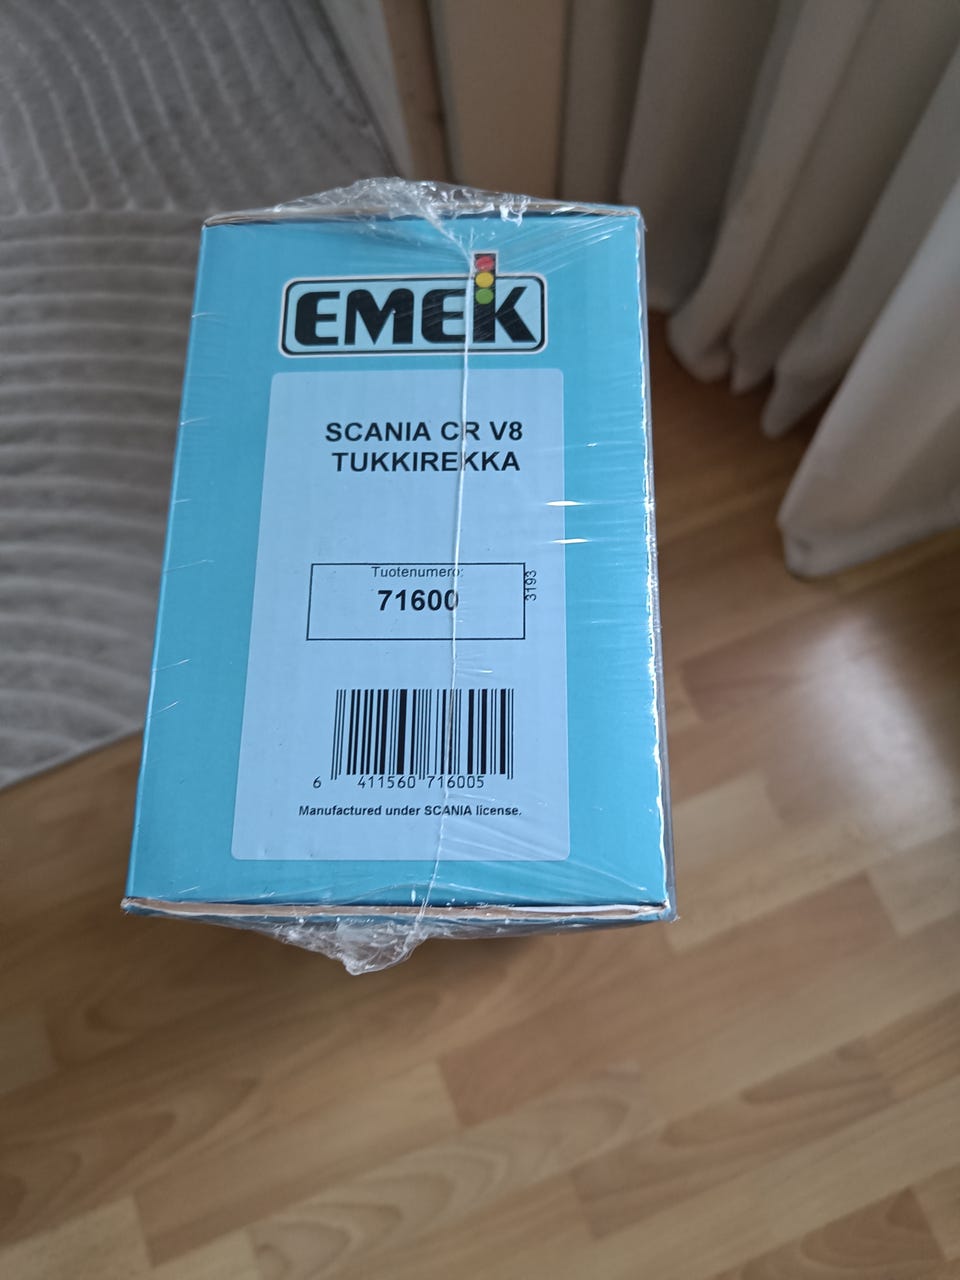 EMEK
SCANIA CR V8
TUKKIREKKA
Tuotenumero:
71600
3193
6 411560 716005
Manufactured under SCANIA license.